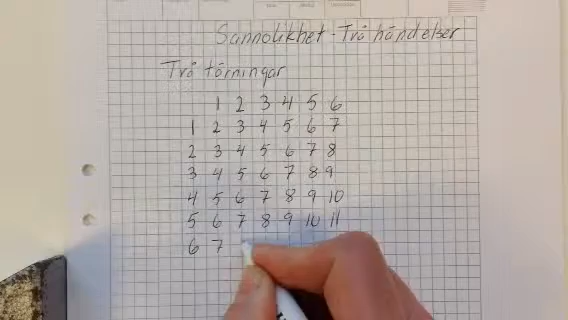 Sannolikhet - Två händelser
Två tärningar
1 2 3 4 5 6
1 2 3 4 5 6 7
2 3 4 5 6 7 8
3 4 5 6 7 8 9
4 5 6 7 8 9 10
5 6 7 8 9 10 11
6 7